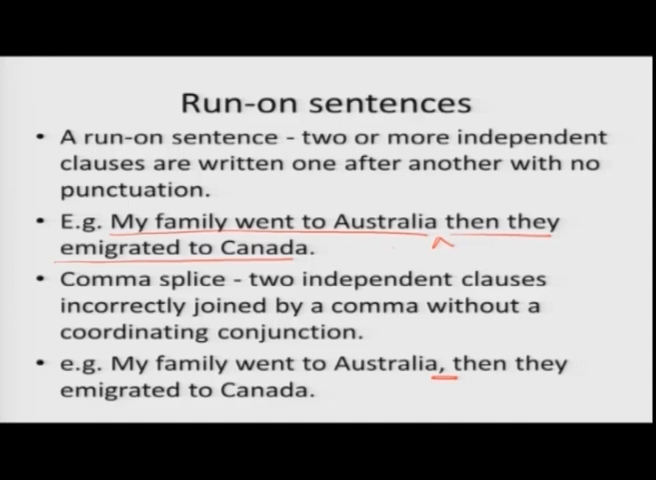 Run-on sentences
• A run-on sentence - two or more independent
clauses are written one after another with no
punctuation.
• E.g. My family went to Australia then they
emigrated to Canada.
• Comma splice - two independent clauses
incorrectly joined by a comma without a
coordinating conjunction.
• e.g. My family went to Australia, then they
emigrated to Canada.